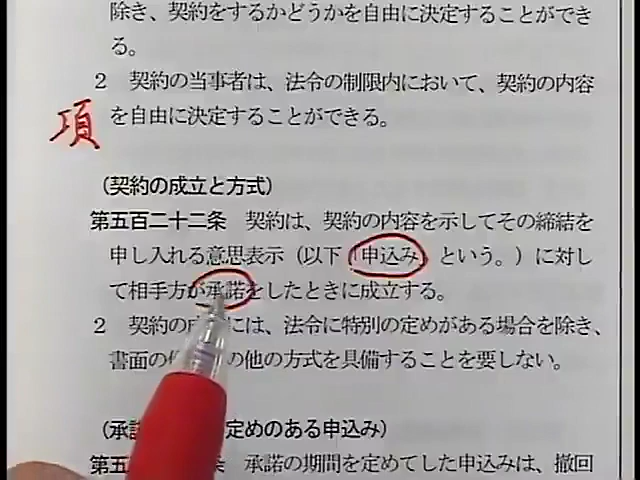 除き、契約をするかどうかを自由に決定することができ
る。
2 契約の当事者は、法令の制限内において、契約の内容
を自由に決定することができる。
項
(契約の成立と方式)
第五百二十二条 契約は、契約の内容を示してその締結を
申し入れる意思表示(以下「申込み」という。)に対し
て相手方が承諾をしたときに成立する。
2 契約の には、法令に特別の定めがある場合を除き、
書面の の他の方式を具備することを要しない。
(承 定めのある申込み)
第五 条 承諾の期間を定めてした申込みは、撤回